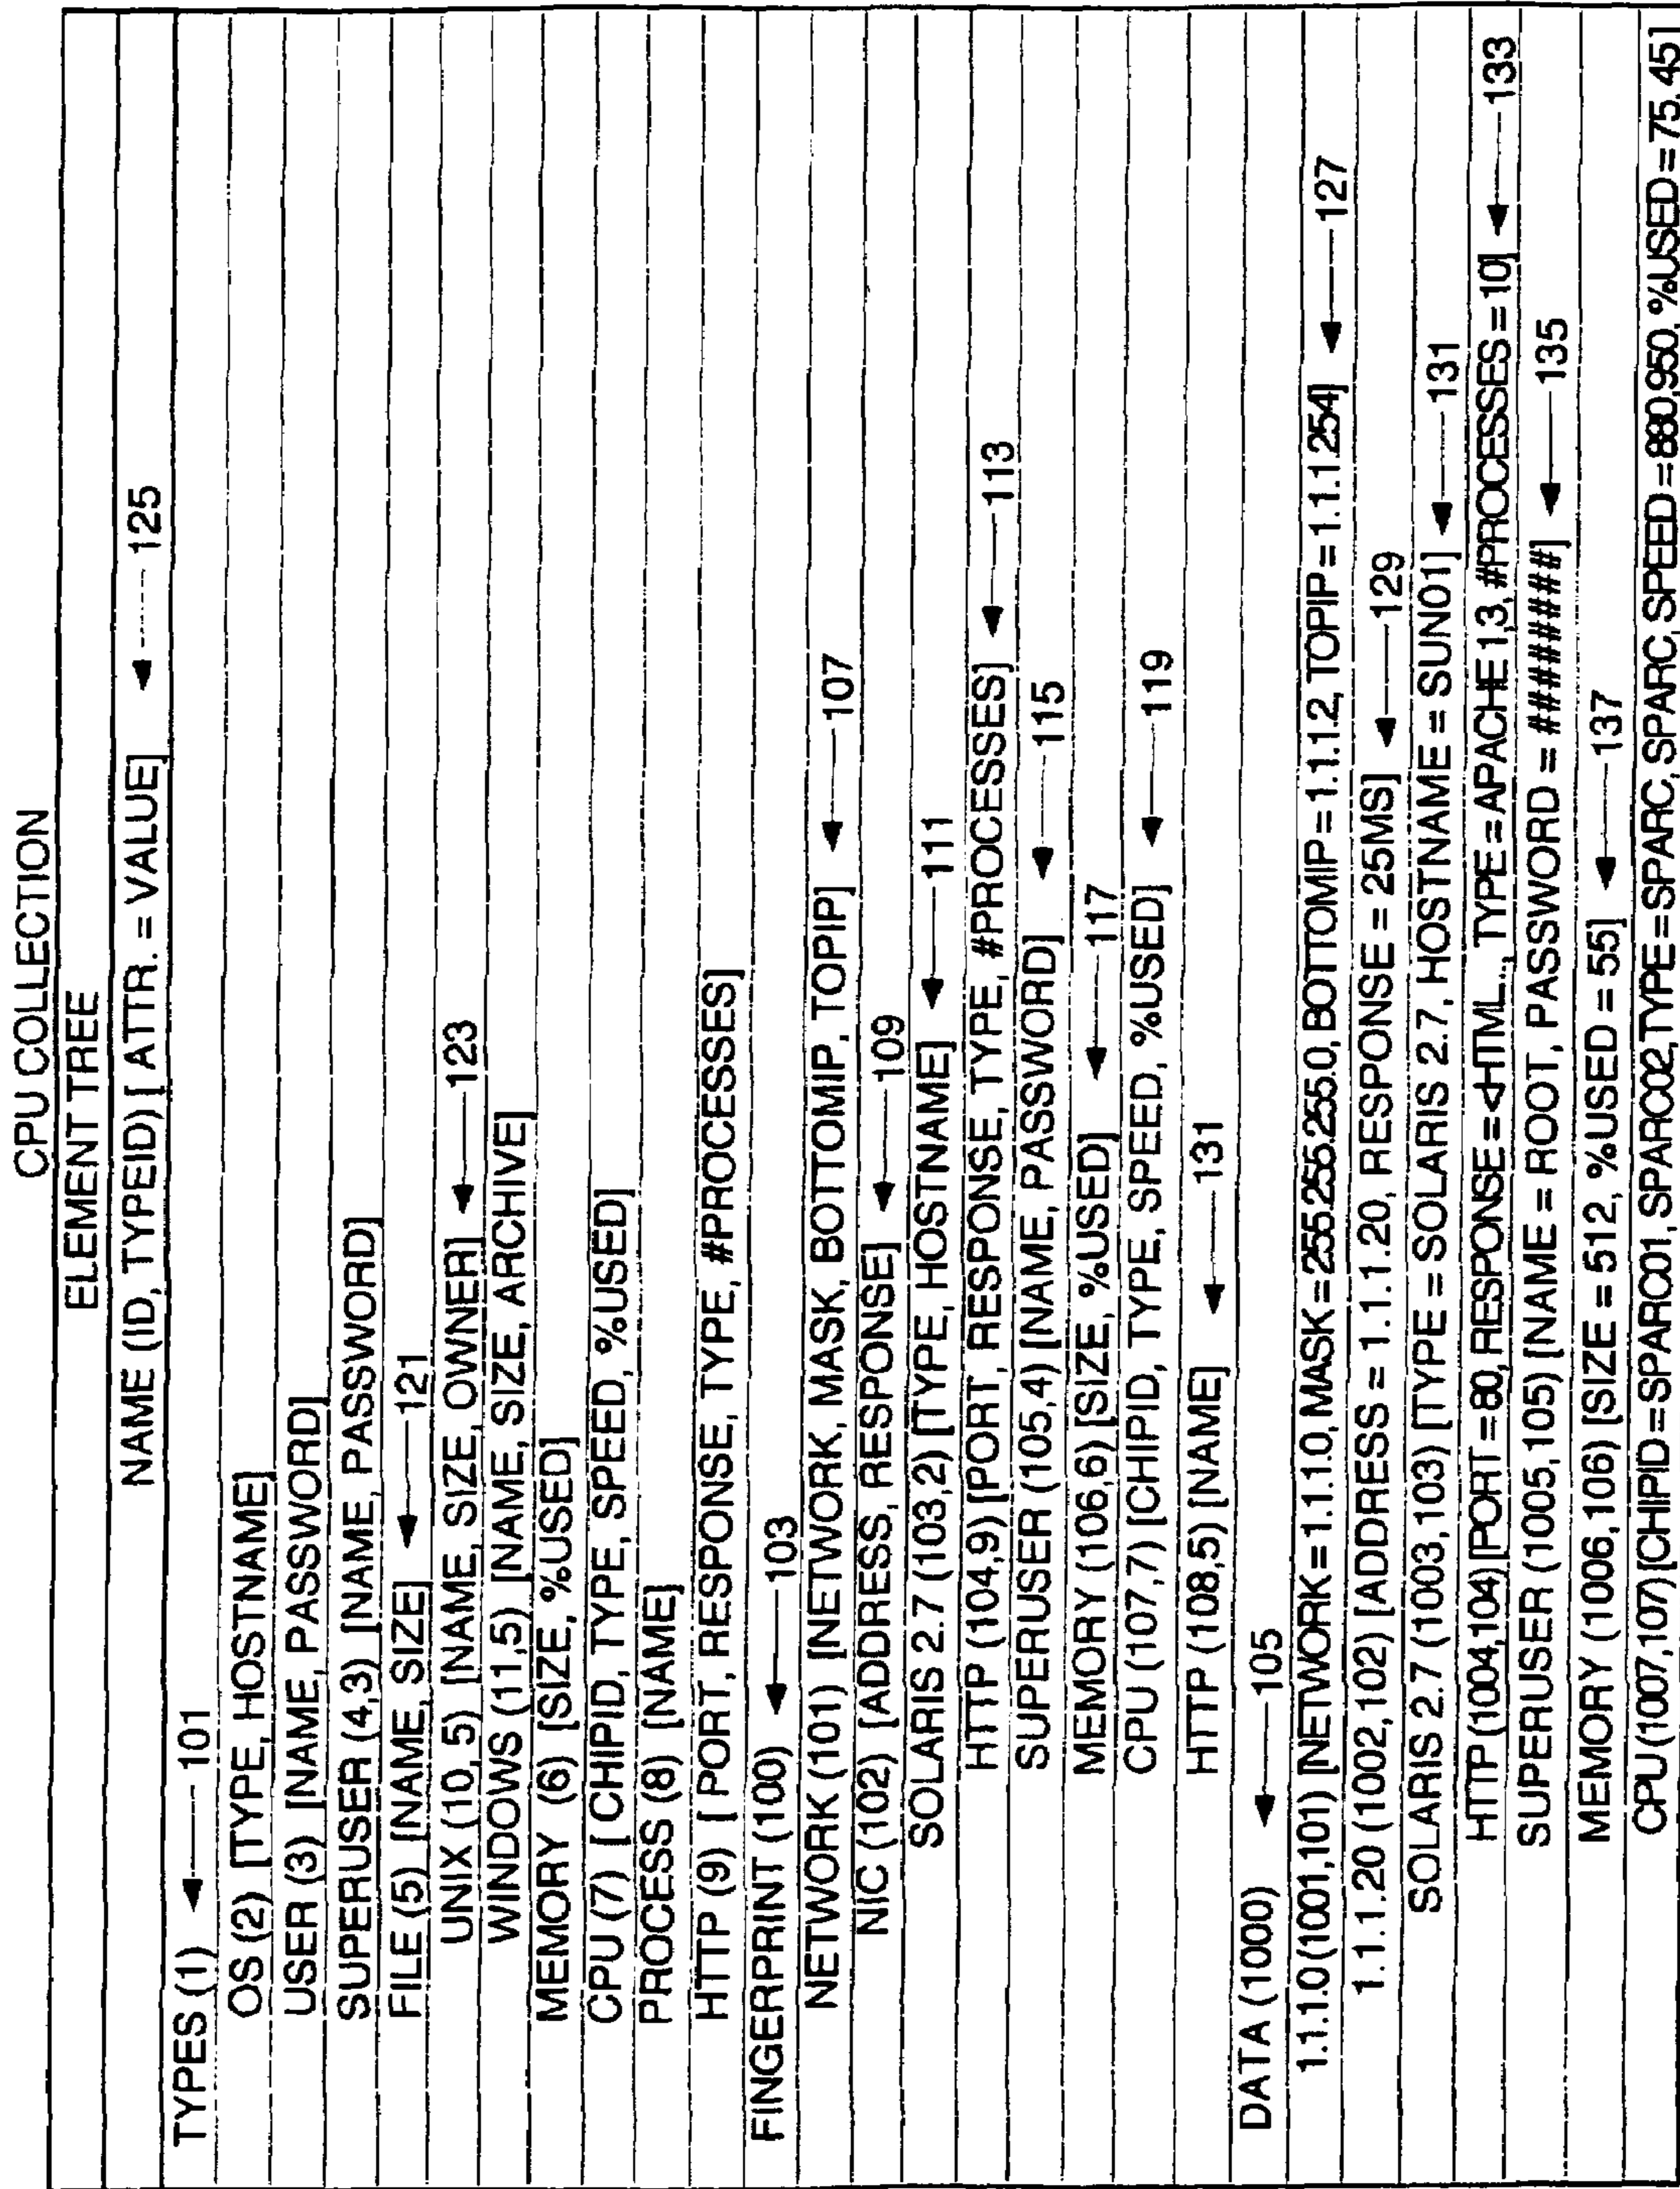 CPU COLLECTION
ELEMENT TREE
NAME (ID, TYPEID) [ ATTR. = VALUE] 125
TYPES (1) 101
OS (2) [TYPE, HOSTNAME]
USER (3) [NAME, PASSWORD]
SUPERUSER (4,3) [NAME, PASSWORD]
FILE (5) [NAME, SIZE] 121
UNIX (10, 5) [NAME, SIZE, OWNER] 123
WINDOWS (11,5) [NAME, SIZE, ARCHIVE]
MEMORY (6) [SIZE, %USED]
CPU (7) [ CHIPID, TYPE, SPEED, %USED]
PROCESS (8) [NAME]
HTTP (9) [ PORT, RESPONSE, TYPE, #PROCESSES]
FINGERPRINT (100) 103
NETWORK (101) [NETWORK, MASK, BOTTOMIP, TOPIP] 107
NIC (102) [ADDRESS, RESPONSE] 109
SOLARIS 2.7 (103,2) [TYPE, HOSTNAME] 111
HTTP (104,9) [PORT, RESPONSE, TYPE, #PROCESSES] 113
SUPERUSER (105,4) [NAME, PASSWORD] 115
MEMORY (106,6) [SIZE, %USED] 117
CPU (107,7) [CHIPID, TYPE, SPEED, %USED] 119
HTTP (108,5) [NAME] 131
DATA (1000) 105
1.1.1.0 (1001,101) [NETWORK = 1.1.1.0, MASK = 255.255.255.0, BOTTOMIP = 1.1.1.2, TOPIP = 1.1.1.254] 127
1.1.1.20 (1002,102) [ADDRESS = 1.1.1.20, RESPONSE = 25MS] 129
SOLARIS 2.7 (1003,103) [TYPE = SOLARIS 2.7, HOSTNAME = SUN01] 131
HTTP (1004,104) [PORT = 80, RESPONSE = <HTML..., TYPE = APACHE 1,3, #PROCESSES = 10] 133
SUPERUSER (1005,105) [NAME = ROOT, PASSWORD = #######] 135
MEMORY (1006,106) [SIZE = 512, %USED = 55] 137
CPU (1007,107) [CHIPID = SPARC01, SPARC02, TYPE = SPARC, SPARC, SPEED = 880,950, %USED = 75, 45]